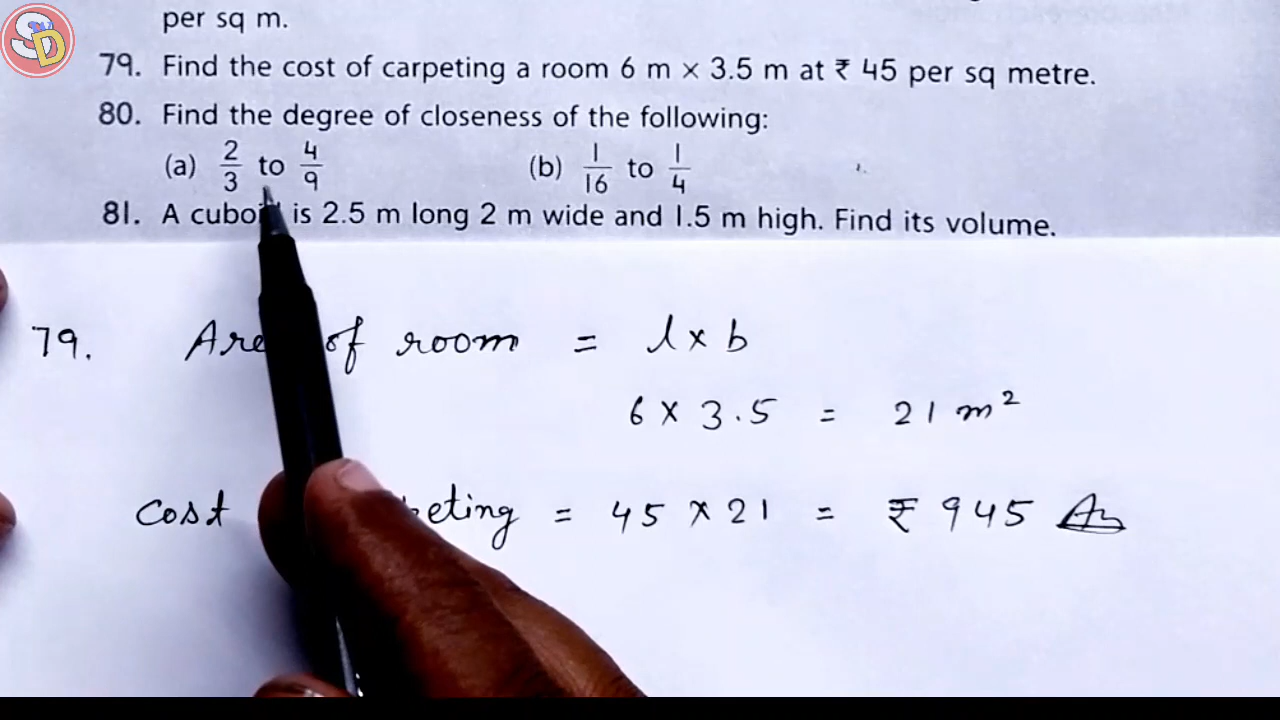 SD
per sq m.
79. Find the cost of carpeting a room 6 m × 3.5 m at ₹ 45 per sq metre.
80. Find the degree of closeness of the following:
(a) 2/3 to 4/9 (b) 1/16 to 1/4
81. A is 2.5 m long 2 m wide and 1.5 m high. Find its volume.
79. of room = l × b
6 × 3.5 = 21 m²
Cost = 45 × 21 = ₹ 945 Ans